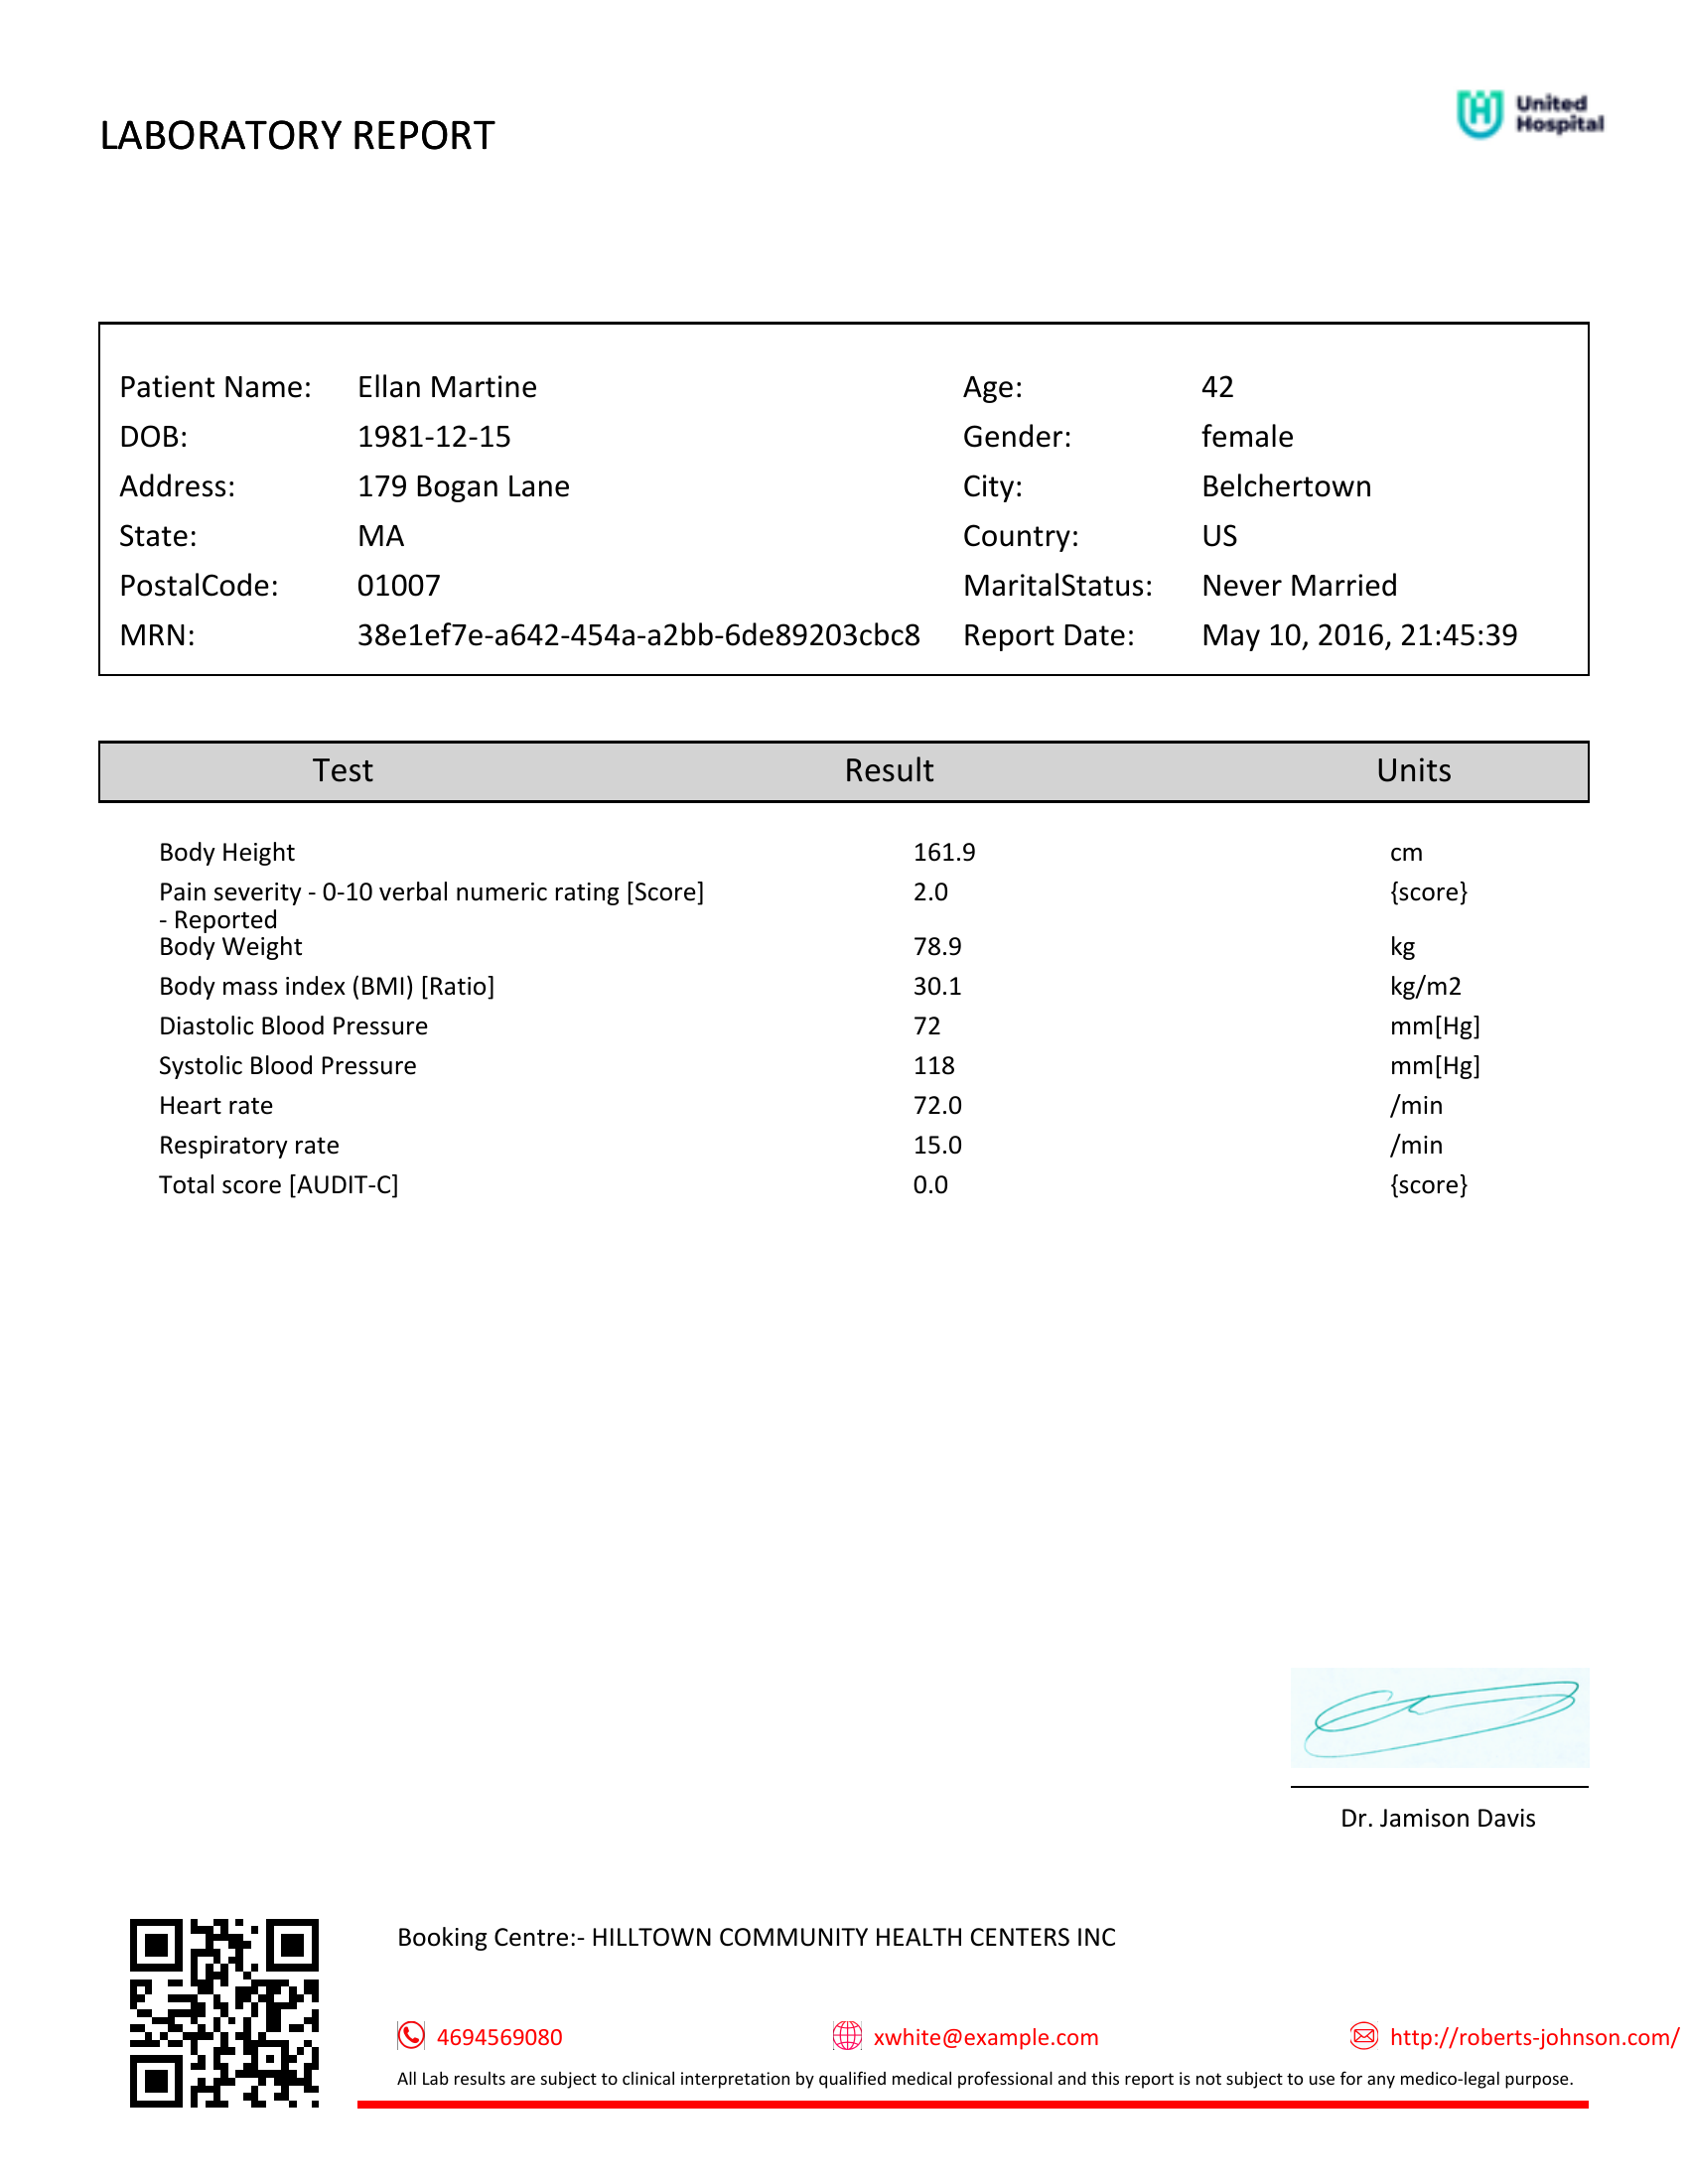 LABORATORY REPORT
United
Hospital
Patient Name: Ellan Martine Age: 42
DOB: 1981-12-15 Gender: female
Address: 179 Bogan Lane City: Belchertown
State: MA Country: US
PostalCode: 01007 MaritalStatus: Never Married
MRN: 38e1ef7e-a642-454a-a2bb-6de89203cbc8 Report Date: May 10, 2016, 21:45:39
Test Result Units
Body Height 161.9 cm
Pain severity - 0-10 verbal numeric rating [Score] 2.0 {score}
- Reported
Body Weight 78.9 kg
Body mass index (BMI) [Ratio] 30.1 kg/m2
Diastolic Blood Pressure 72 mm[Hg]
Systolic Blood Pressure 118 mm[Hg]
Heart rate 72.0 /min
Respiratory rate 15.0 /min
Total score [AUDIT-C] 0.0 {score}
Dr. Jamison Davis
Booking Centre:- HILLTOWN COMMUNITY HEALTH CENTERS INC
4694569080 xwhite@example.com http://roberts-johnson.com/
All Lab results are subject to clinical interpretation by qualified medical professional and this report is not subject to use for any medico-legal purpose.